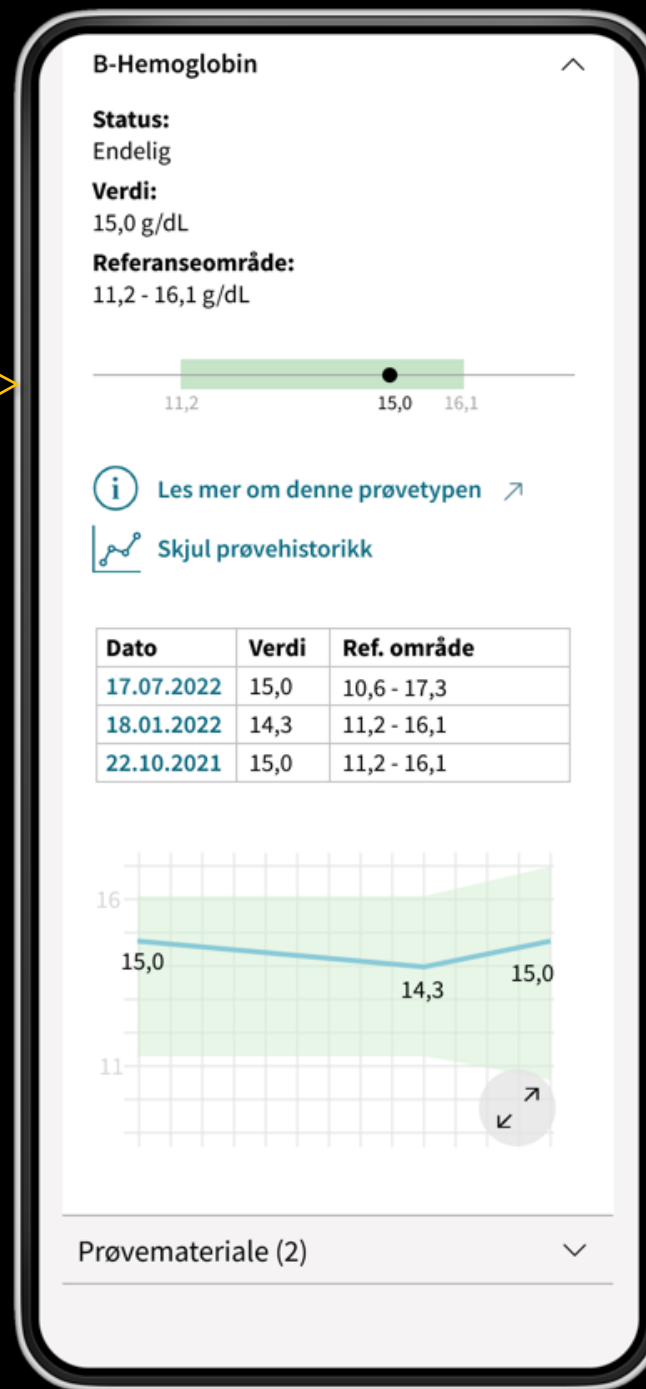 B-Hemoglobin
Status:
Endelig
Verdi:
15,0 g/dL
Referanseområde:
11,2 - 16,1 g/dL
11,2 15,0 16,1
i Les mer om denne prøvetypen
Skjul prøvehistorikk
Dato Verdi Ref. område
17.07.2022 15,0 10,6 - 17,3
18.01.2022 14,3 11,2 - 16,1
22.10.2021 15,0 11,2 - 16,1
16
15,0 14,3 15,0
11
Prøvemateriale (2)